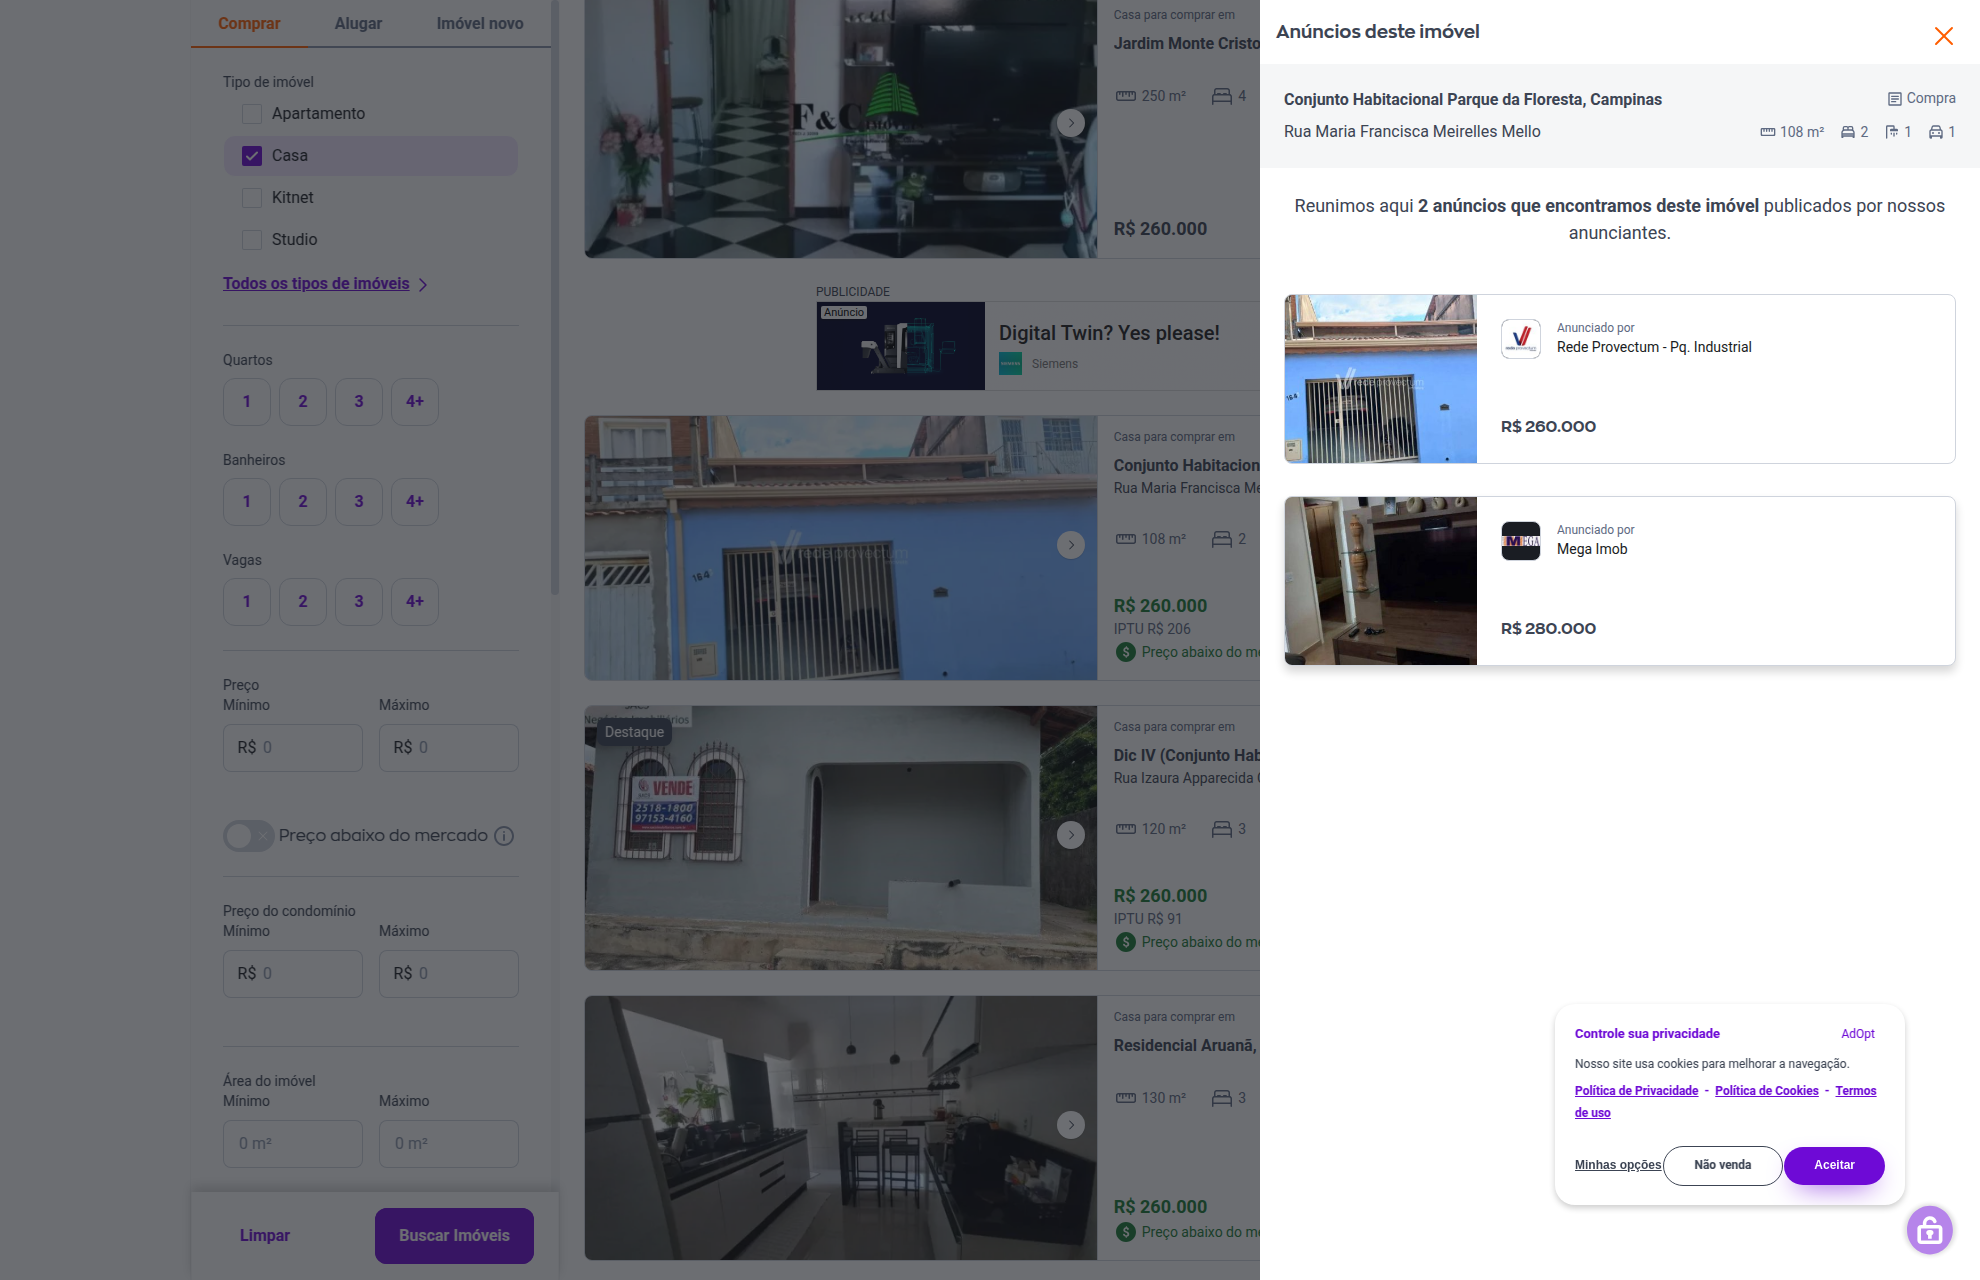 Comprar
Alugar
Imóvel novo
Tipo de imóvel
Apartamento
Casa
Kitnet
Studio
Todos os tipos de imóveis
Quartos
1 2 3 4+
Banheiros
1 2 3 4+
Vagas
1 2 3 4+
Preço
Mínimo Máximo
R$ 0 R$ 0
Preço abaixo do mercado
Preço do condomínio
Mínimo Máximo
R$ 0 R$ 0
Área do imóvel
Mínimo Máximo
0 m² 0 m²
Limpar
Buscar Imóveis
F&C
Casa para comprar em
Jardim Monte Cristo
250 m² 4
R$ 260.000
PUBLICIDADE
Anúncio
Digital Twin? Yes please!
Siemens
rede provectum
164
Casa para comprar em
Conjunto Habitacion
Rua Maria Francisca Me
108 m² 2
R$ 260.000
IPTU R$ 206
Preço abaixo do me
Destaque
VENDE
2518-1800
97153-4160
Casa para comprar em
Dic IV (Conjunto Hab
Rua Izaura Apparecida
120 m² 3
R$ 260.000
IPTU R$ 91
Preço abaixo do me
Casa para comprar em
Residencial Aruanã,
130 m² 3
R$ 260.000
Preço abaixo do me
Anúncios deste imóvel
Conjunto Habitacional Parque da Floresta, Campinas
Compra
Rua Maria Francisca Meirelles Mello
108 m² 2 1 1
Reunimos aqui 2 anúncios que encontramos deste imóvel publicados por nossos
anunciantes.
rede provectum
164
Anunciado por
Rede Provectum - Pq. Industrial
R$ 260.000
MEGA
Anunciado por
Mega Imob
R$ 280.000
Controle sua privacidade
AdOpt
Nosso site usa cookies para melhorar a navegação.
Política de Privacidade - Política de Cookies - Termos
de uso
Minhas opções
Não venda
Aceitar